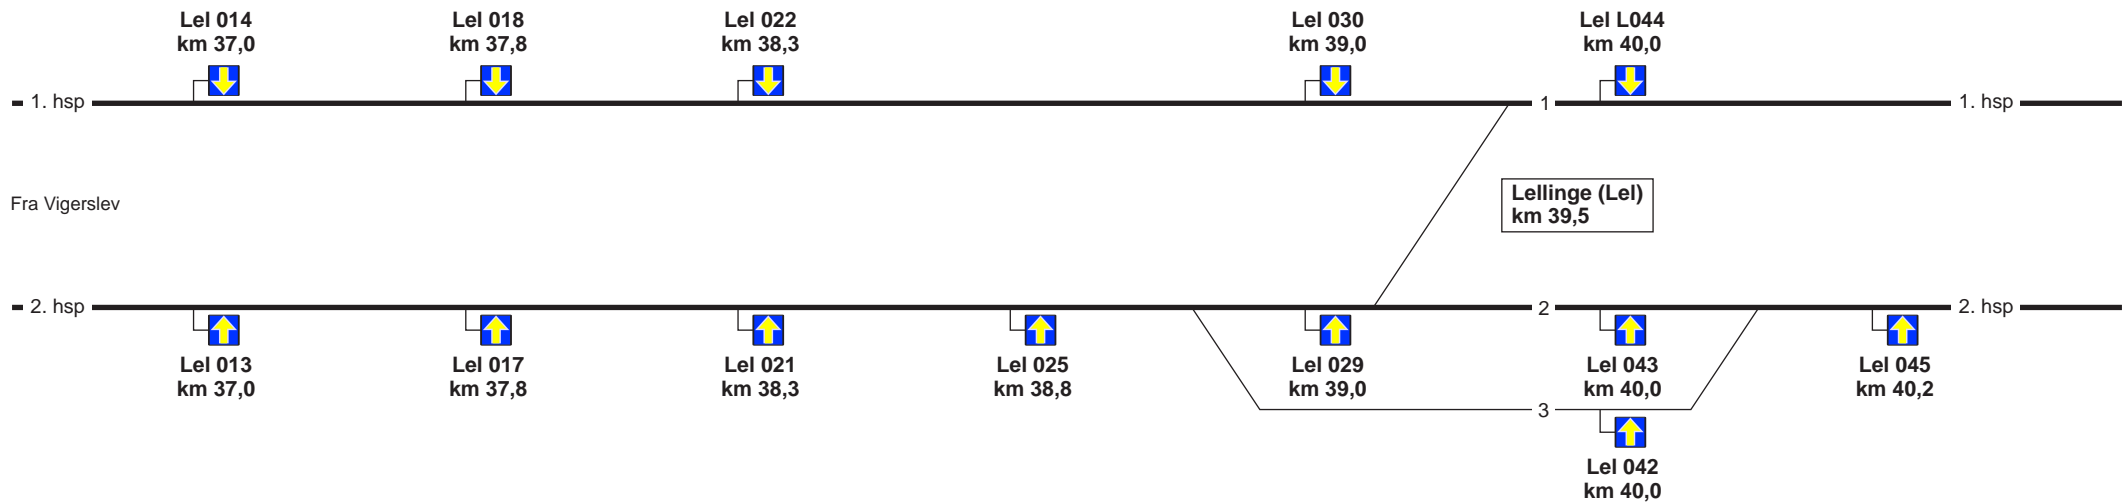 Lel 014
km 37,0
Lel 018
km 37,8
Lel 022
km 38,3
Lel 030
km 39,0
Lel L044
km 40,0
1. hsp
1
1. hsp
Fra Vigerslev
Lellinge (Lel)
km 39,5
2. hsp
2
2. hsp
Lel 013
km 37,0
Lel 017
km 37,8
Lel 021
km 38,3
Lel 025
km 38,8
Lel 029
km 39,0
Lel 043
km 40,0
Lel 045
km 40,2
3
Lel 042
km 40,0